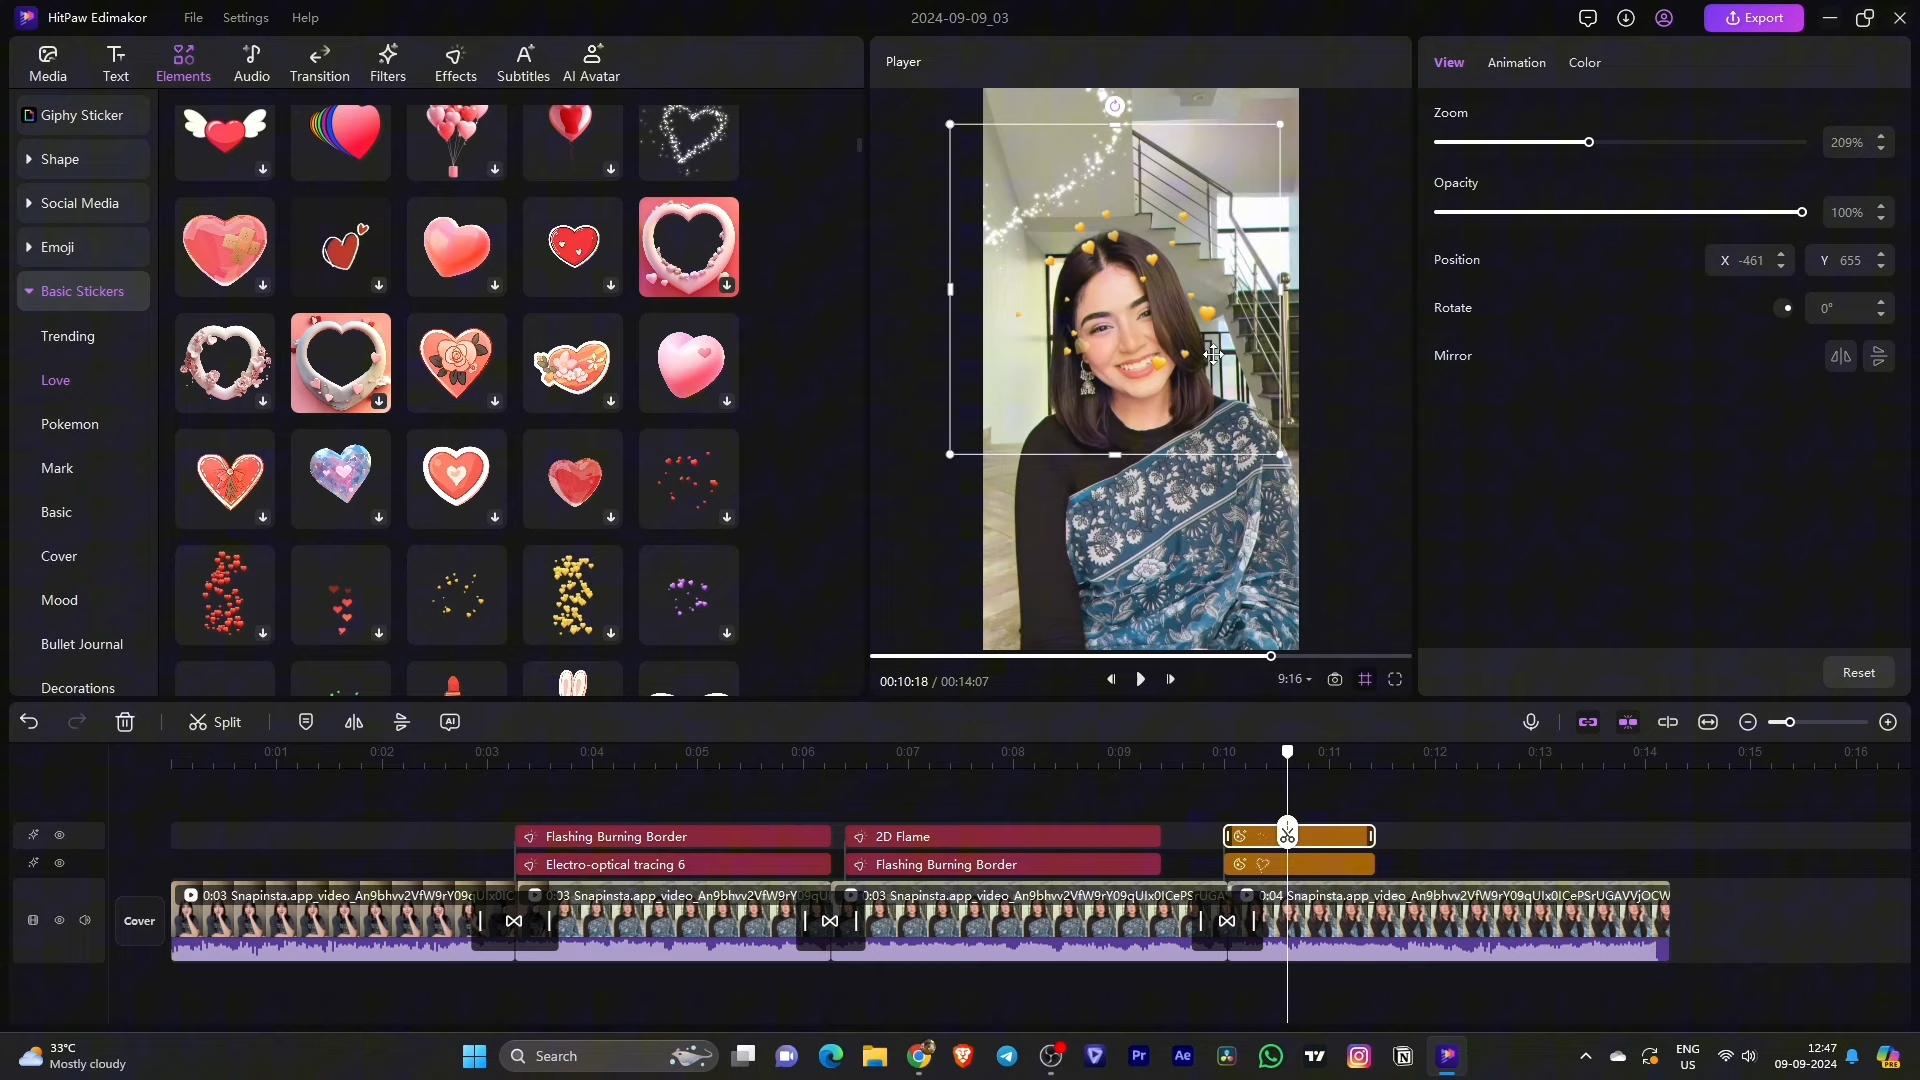 HitPaw Edimakor
File
Settings
Help
2024-09-09_03
Export
Media
Text
Elements
Audio
Transition
Filters
Effects
Subtitles
AI Avatar
Giphy Sticker
Shape
Social Media
Emoji
Basic Stickers
Trending
Love
Pokemon
Mark
Basic
Cover
Mood
Bullet Journal
Decorations
Player
00:10:18 / 00:14:07
9:16
View
Animation
Color
Zoom
209%
Opacity
100%
Position
X -461
Y 655
Rotate
0°
Mirror
Reset
Split
AI
0:01
0:02
0:03
0:04
0:05
0:06
0:07
0:08
0:09
0:10
0:11
0:12
0:13
0:14
0:15
0:16
Flashing Burning Border
2D Flame
Electro-optical tracing 6
Flashing Burning Border
Cover
0:03 Snapinsta.app_video_An9bhvv2VfW9rY09q
0:03 Snapinsta.app_video_An9bhvv2VfW9rY09
0:03 Snapinsta.app_video_An9bhvv2VfW9rY09qUIx0ICePS
0:04 Snapinsta.app_video_An9bhvv2VfW9rY09qUIx0ICePSrUGAVVjOCW
33°C
Mostly cloudy
Search
Pr
Ae
ENG
US
12:47
09-09-2024
PRE